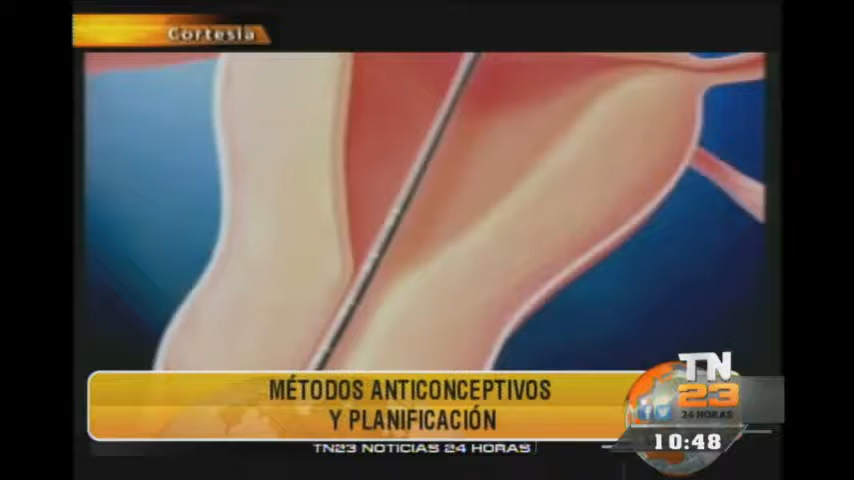 Cortesía
MÉTODOS ANTICONCEPTIVOS
Y PLANIFICACIÓN
TN23 NOTICIAS 24 HORAS
TN
23
24 HORAS
10:48